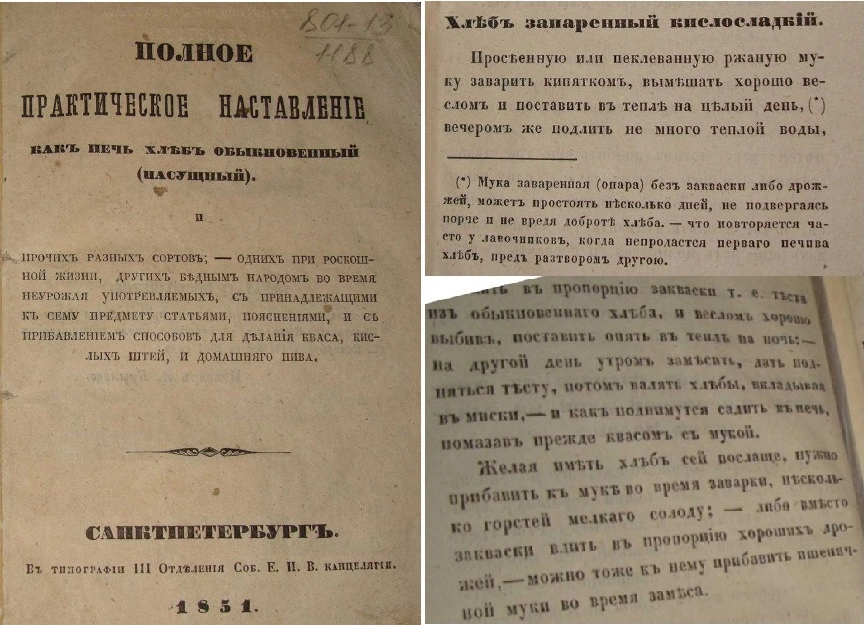 801-13
1188
ПОЛНОЕ
ПРАКТИЧЕСКОЕ НАСТАВЛЕНІЕ
КАКЪ ПЕЧЬ ХЛѢБЪ ОБЫКНОВЕННЫЙ
(НАСУЩНЫЙ).
И
ПРОЧИХЪ РАЗНЫХЪ СОРТОВЪ; — ОДНИХЪ ПРИ РОСКОШ-
НОЙ ЖИЗНИ, ДРУГИХЪ БѢДНЫМЪ НАРОДОМЪ ВО ВРЕМЯ
НЕУРОЖАЯ УПОТРЕБЛЯЕМЫХЪ, СЪ ПРИНАДЛЕЖАЩИМИ
КЪ СЕМУ ПРЕДМЕТУ СТАТЬЯМИ, ПОЯСНЕНІЯМИ, И СЪ
ПРИБАВЛЕНІЕМЪ СПОСОБОВЪ ДЛЯ ДѢЛАНІЯ КВАСА, КИС-
ЛЫХЪ ШТЕЙ, И ДОМАШНЯГО ПИВА.
САНКТПЕТЕРБУРГЪ.
Въ типографіи III Отдѣленія Соб. Е. И. В. канцеляріи.
1851.
Хлѣбъ запаренный кислосладкій.
Просѣенную или пеклеванную ржаную му-
ку заварить кипяткомъ, вымѣшать хорошо ве-
сломъ и поставить въ теплѣ на цѣлый день, (*)
вечеромъ же подлить не много теплой воды,
(*) Мука заваренная (опара) безъ закваски либо дрож-
жей, можетъ простоять нѣсколько дней, не подвергаясь
порчѣ и не вредя добротѣ хлѣба. — что повторяется ча-
сто у лавочниковъ, когда непродастся перваго печива
хлѣбъ, предъ разтворомъ другою.
въ пропорцію закваски т. е. тѣста
изъ обыкновеннаго хлѣба, и весломъ хорошо
выбивъ, поставить опять въ теплѣ на ночь:—
на другой день утромъ замѣсить, дать под-
няться тѣсту, потомъ валять хлѣбы, вкладывая
въ миски,— и какъ поднимутся садить въ печь,
помазавъ прежде квасомъ съ мукой.
Желая имѣть хлѣбъ сей послаще, нужно
прибавить къ мукѣ во время заварки, нѣсколь-
ко горстей мелкаго солоду; — либо вмѣсто
закваски влить въ пропорцію хорошихъ дро-
жей,—можно тоже къ нему прибавить пшенич-
ной муки во время замѣса.